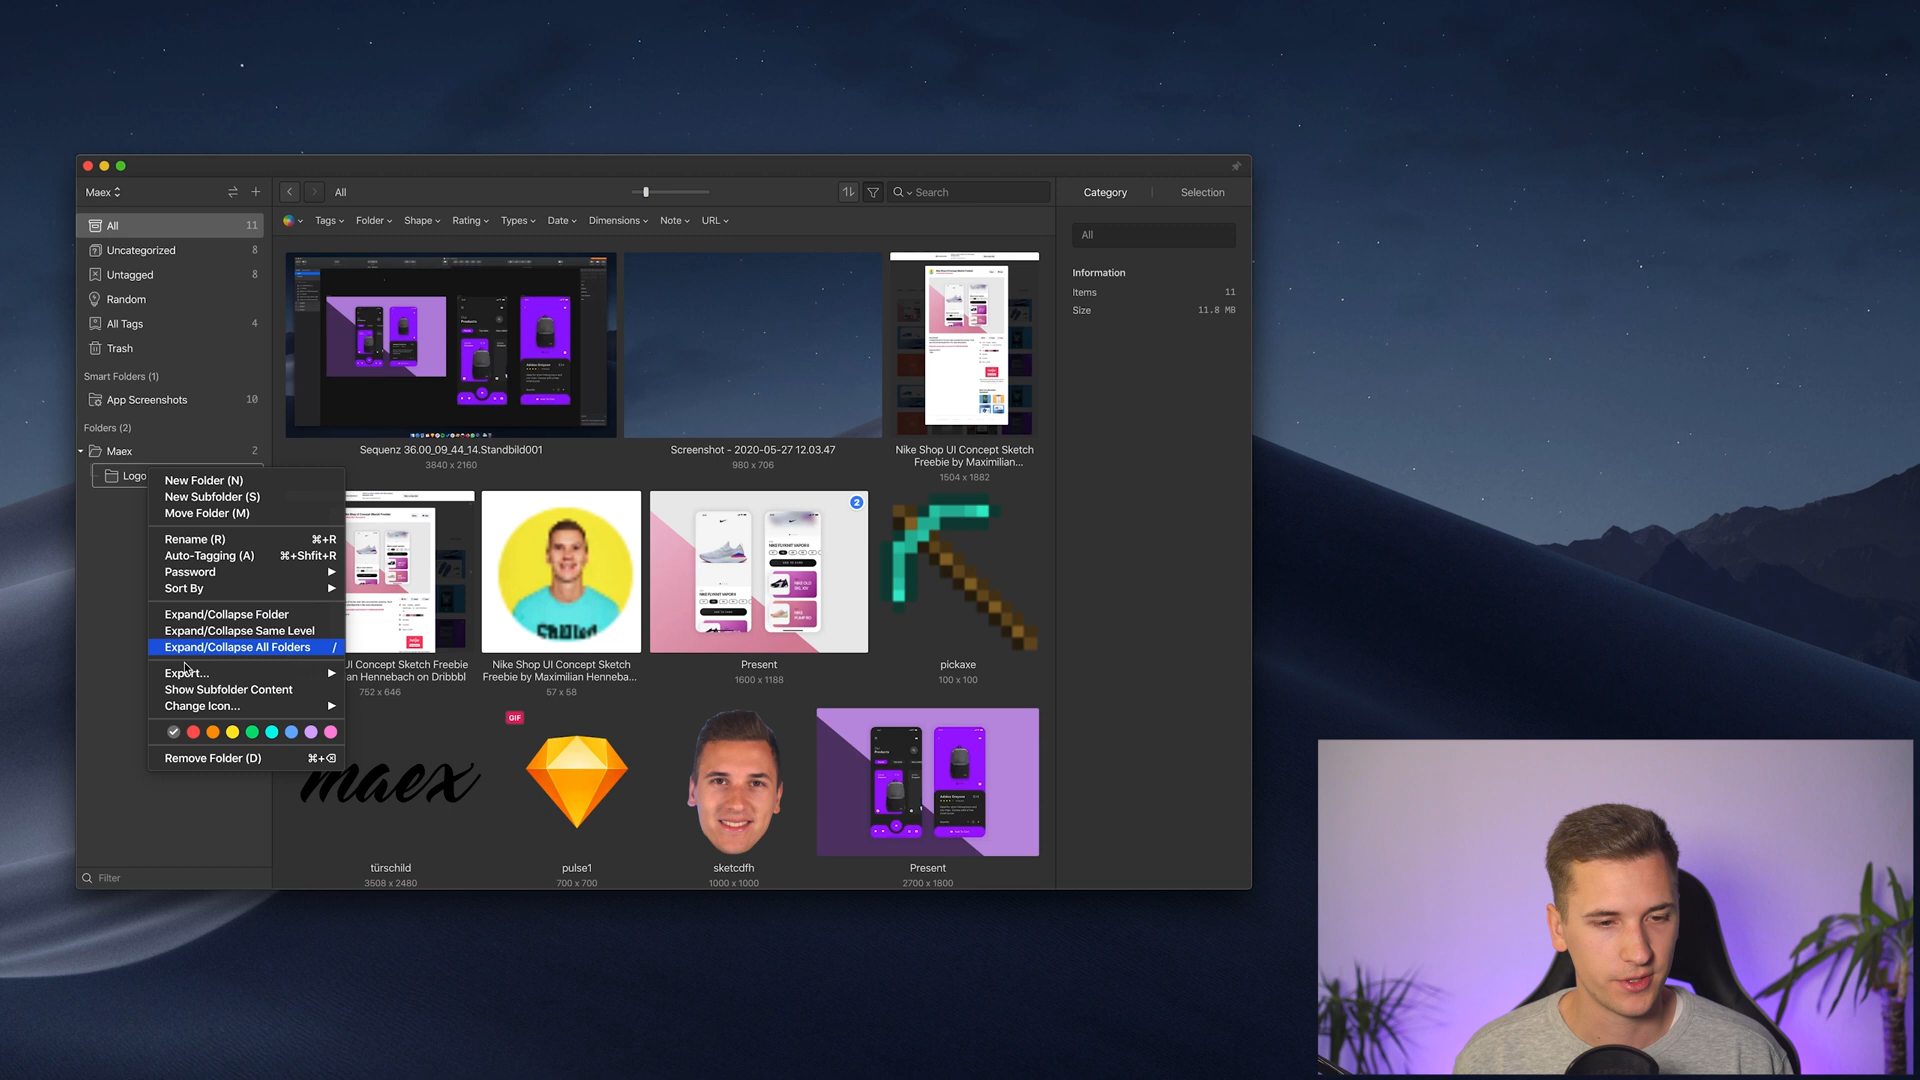 Maex
All
Search
Category
Selection
All 11
Tags
Folder
Shape
Rating
Types
Date
Dimensions
Note
URL
Uncategorized 8
Untagged 8
Random
All Tags 4
Trash
Smart Folders (1)
App Screenshots 10
Folders (2)
Maex 2
Logo
New Folder (N)
New Subfolder (S)
Move Folder (M)
Rename (R) ⌘+R
Auto-Tagging (A) ⌘+Shfit+R
Password
Sort By
Expand/Collapse Folder
Expand/Collapse Same Level
Expand/Collapse All Folders /
Export...
Show Subfolder Content
Change Icon...
Remove Folder (D) ⌘+⌫
Filter
Sequenz 36.00_09_44_14.Standbild001
3840 x 2160
Screenshot - 2020-05-27 12.03.47
980 x 706
Nike Shop UI Concept Sketch
Freebie by Maximilian...
1504 x 1882
UI Concept Sketch Freebie
an Hennebach on Dribbbl
752 x 646
Chilled
Nike Shop UI Concept Sketch
Freebie by Maximilian Henneba...
57 x 58
2
Present
1600 x 1188
pickaxe
100 x 100
maex
türschild
3508 x 2480
GIF
pulse1
700 x 700
sketcdfh
1000 x 1000
Present
2700 x 1800
All
Information
Items 11
Size 11.8 MB